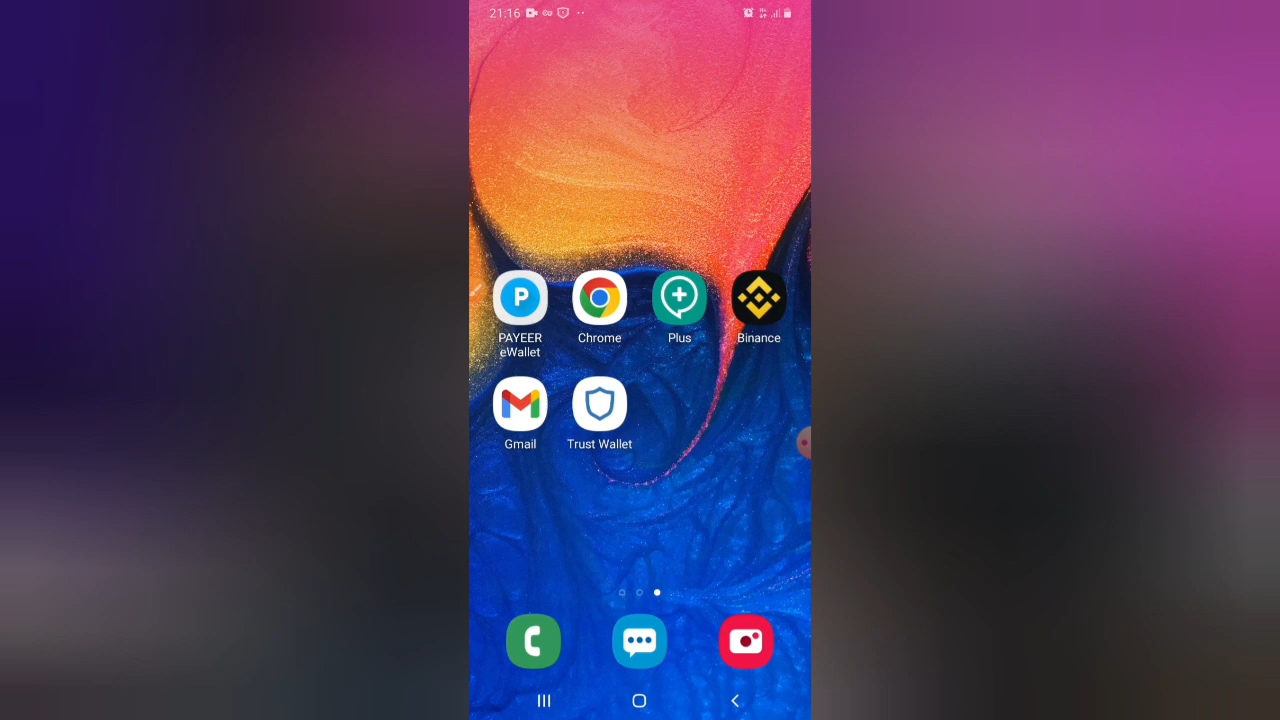 21:16
PAYEER
eWallet
Chrome
Plus
Binance
Gmail
Trust Wallet